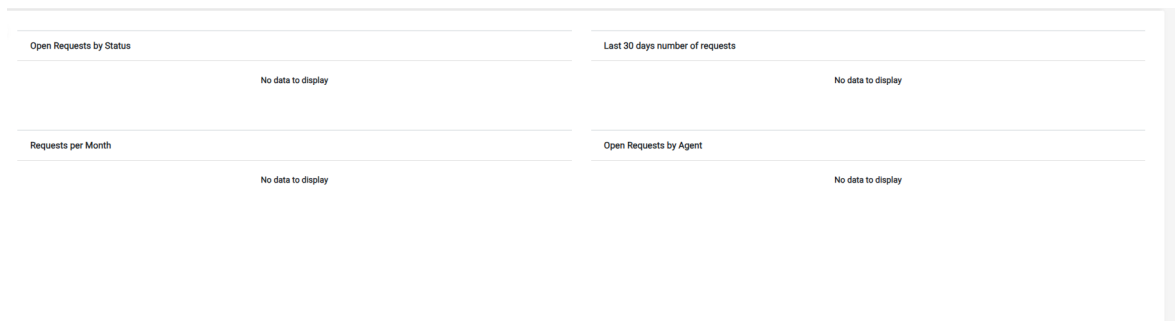 Open Requests by Status
No data to display
Last 30 days number of requests
No data to display
Requests per Month
No data to display
Open Requests by Agent
No data to display